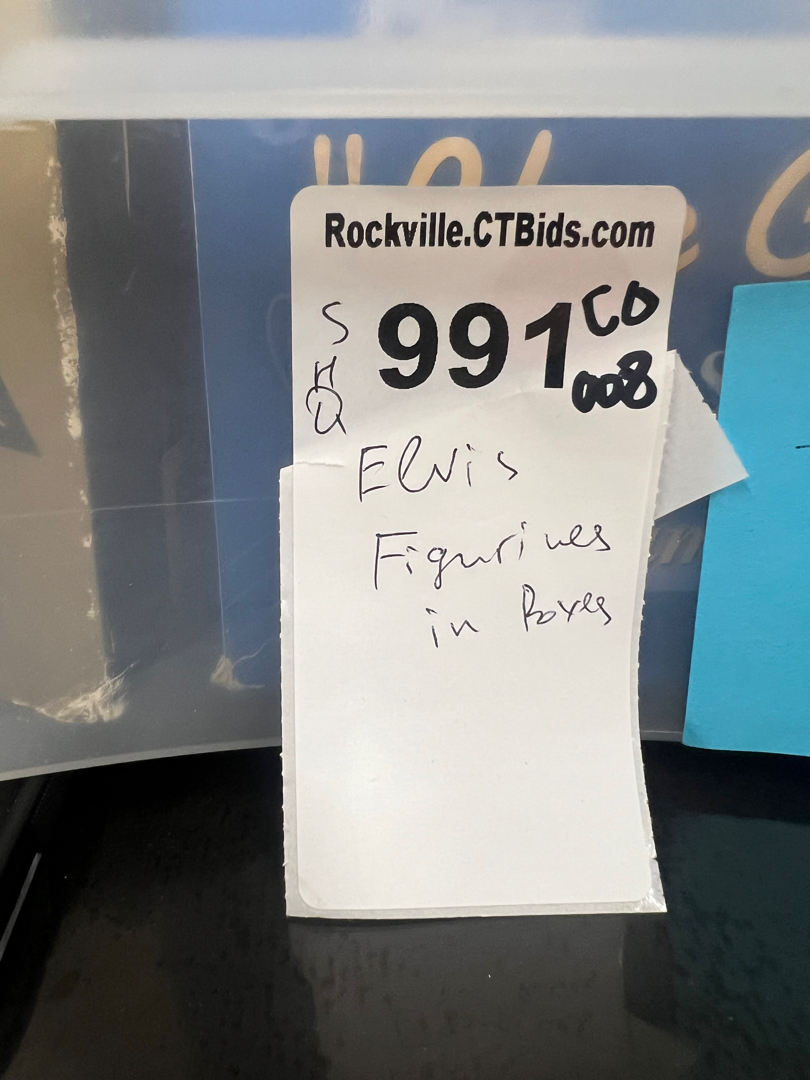 Rockville.CTBids.com
991
CO
008
S
Elvis
Figurines
in Boxes